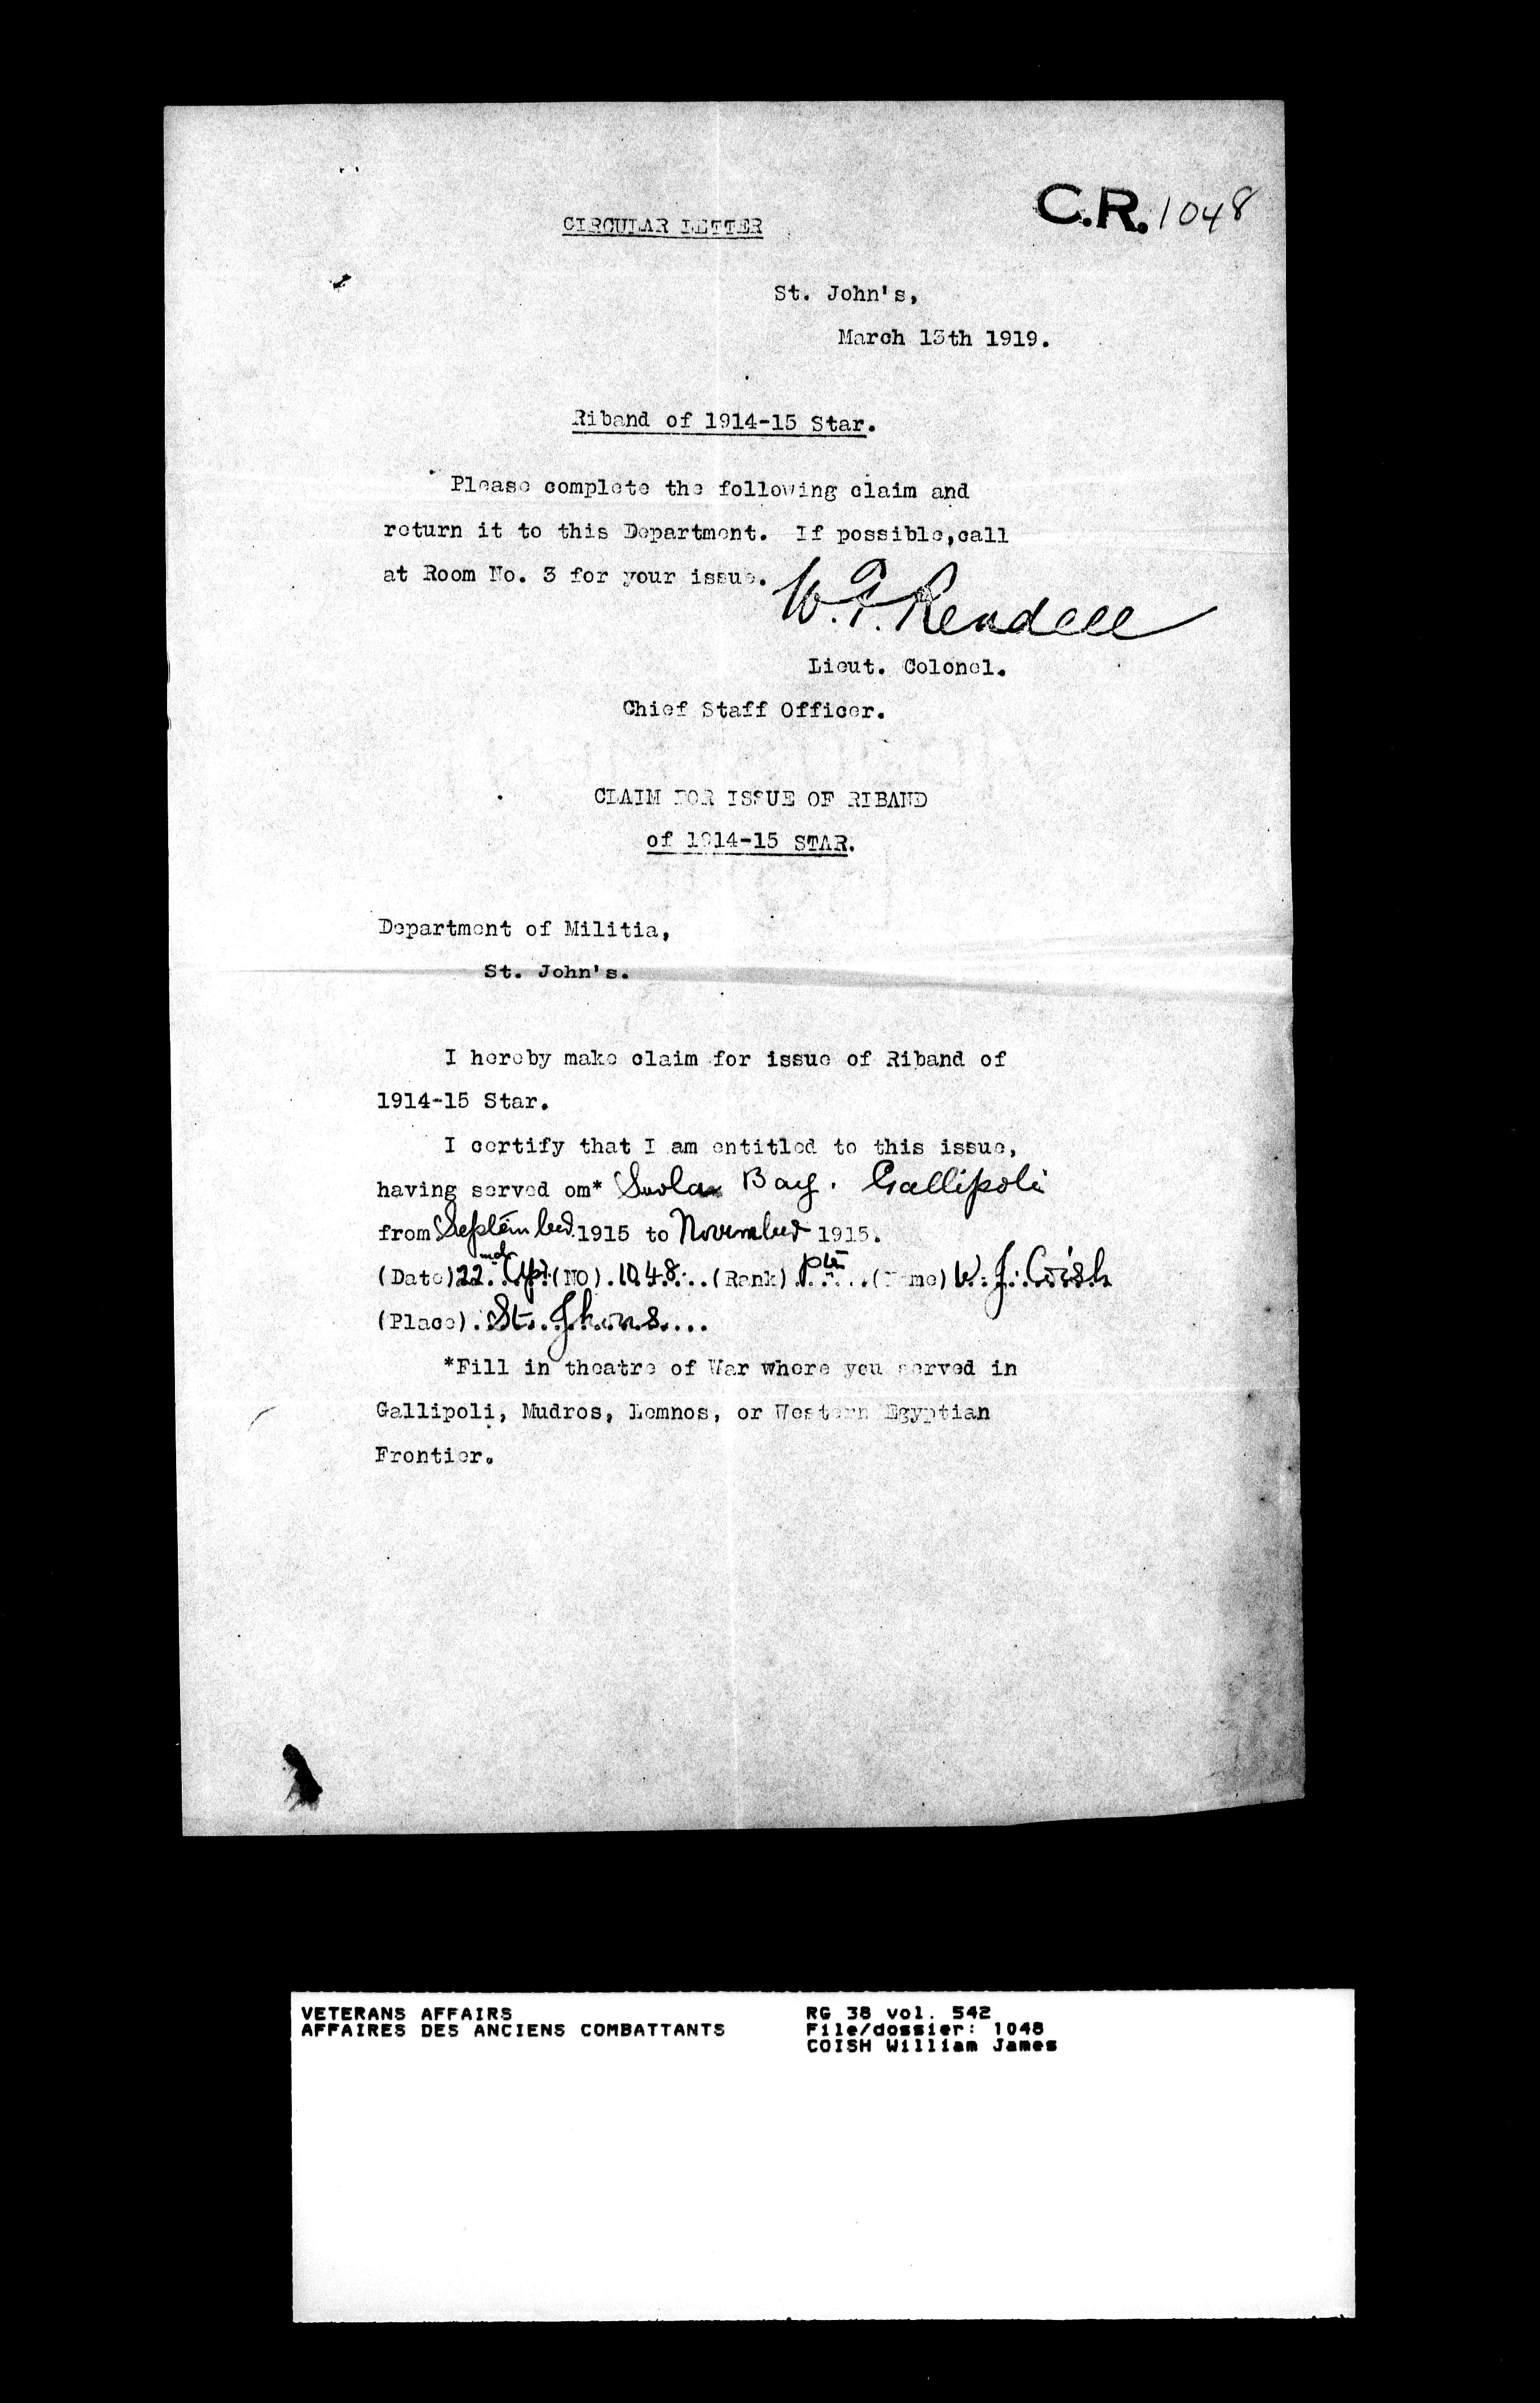 C.R. 1048
CIRCULAR LETTER
St. John's,
March 13th 1919.
Riband of 1914-15 Star.
Please complete the following claim and
return it to this Department. If possible,call
at Room No. 3 for your issue.
W.F. Rendell
Lieut. Colonel.
Chief Staff Officer.
CLAIM FOR ISSUE OF RIBAND
of 1914-15 STAR.
Department of Militia,
St. John's.
I hereby make claim for issue of Riband of
1914-15 Star.
I certify that I am entitled to this issue,
having served om* Suvla Bay. Gallipoli
from September 1915 to November 1915.
(Date) 22nd Apl (NO) 1048 (Rank) pte (Name) W. J. Coish
(Place) St. Jhons
*Fill in theatre of War where you served in
Gallipoli, Mudros, Lemnos, or Western Egyptian
Frontier.
VETERANS AFFAIRS RG 38 vol. 542
AFFAIRES DES ANCIENS COMBATTANTS File/dossier: 1048
COISH William James